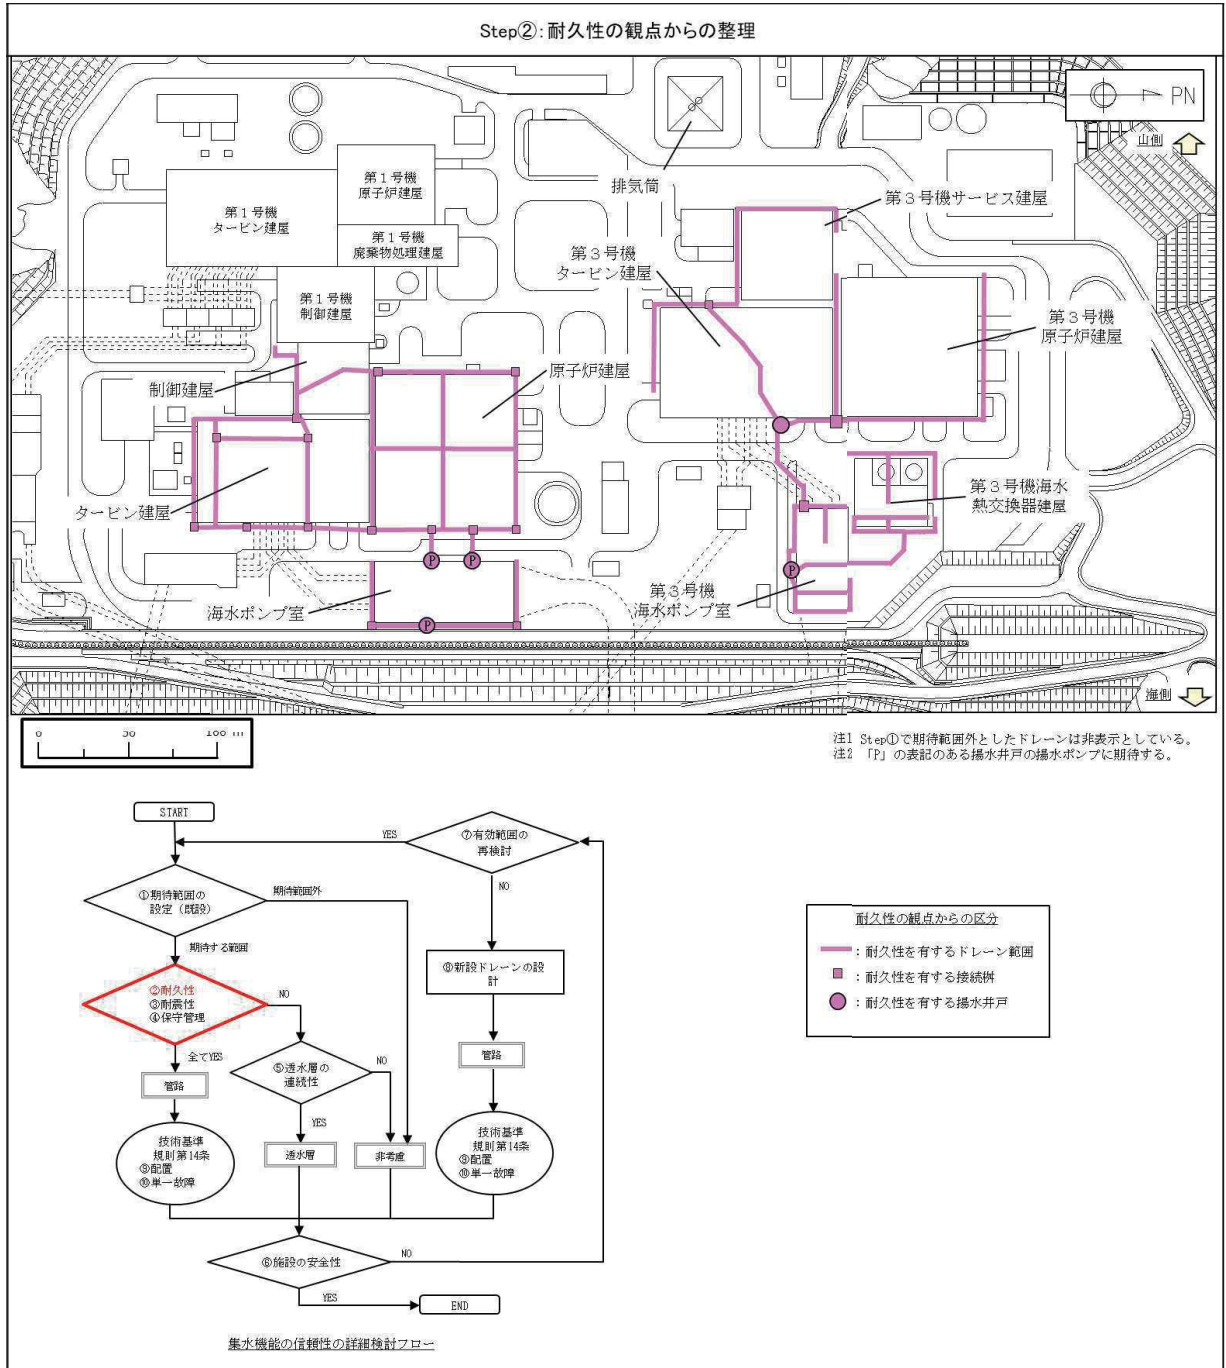 Step②：耐久性の観点からの整理
PN
山側
排気筒
第１号機
原子炉建屋
第１号機
タービン建屋
第１号機
廃棄物処理建屋
第３号機サービス建屋
第３号機
タービン建屋
第１号機
制御建屋
第３号機
原子炉建屋
制御建屋
原子炉建屋
タービン建屋
第３号機海水
熱交換器建屋
P
P
P
第３号機
海水ポンプ室
海水ポンプ室
P
海側
0 50 100 m
注1 Step①で期待範囲外としたドレーンは非表示としている。
注2 「P」の表記のある揚水井戸の揚水ポンプに期待する。
START
YES
⑦有効範囲の
再検討
①期待範囲の
設定（既設）
期待範囲外
NO
期待する範囲
⑧新設ドレーンの設
計
②耐久性
③耐震性
④保守管理
NO
全てYES
管路
⑤透水層の
連続性
NO
管路
YES
技術基準
規則第14条
⑨配置
⑩単一故障
透水層
非考慮
技術基準
規則第14条
⑨配置
⑩単一故障
⑥施設の安全性
NO
YES
END
集水機能の信頼性の詳細検討フロー
耐久性の観点からの区分
：耐久性を有するドレーン範囲
：耐久性を有する接続桝
：耐久性を有する揚水井戸